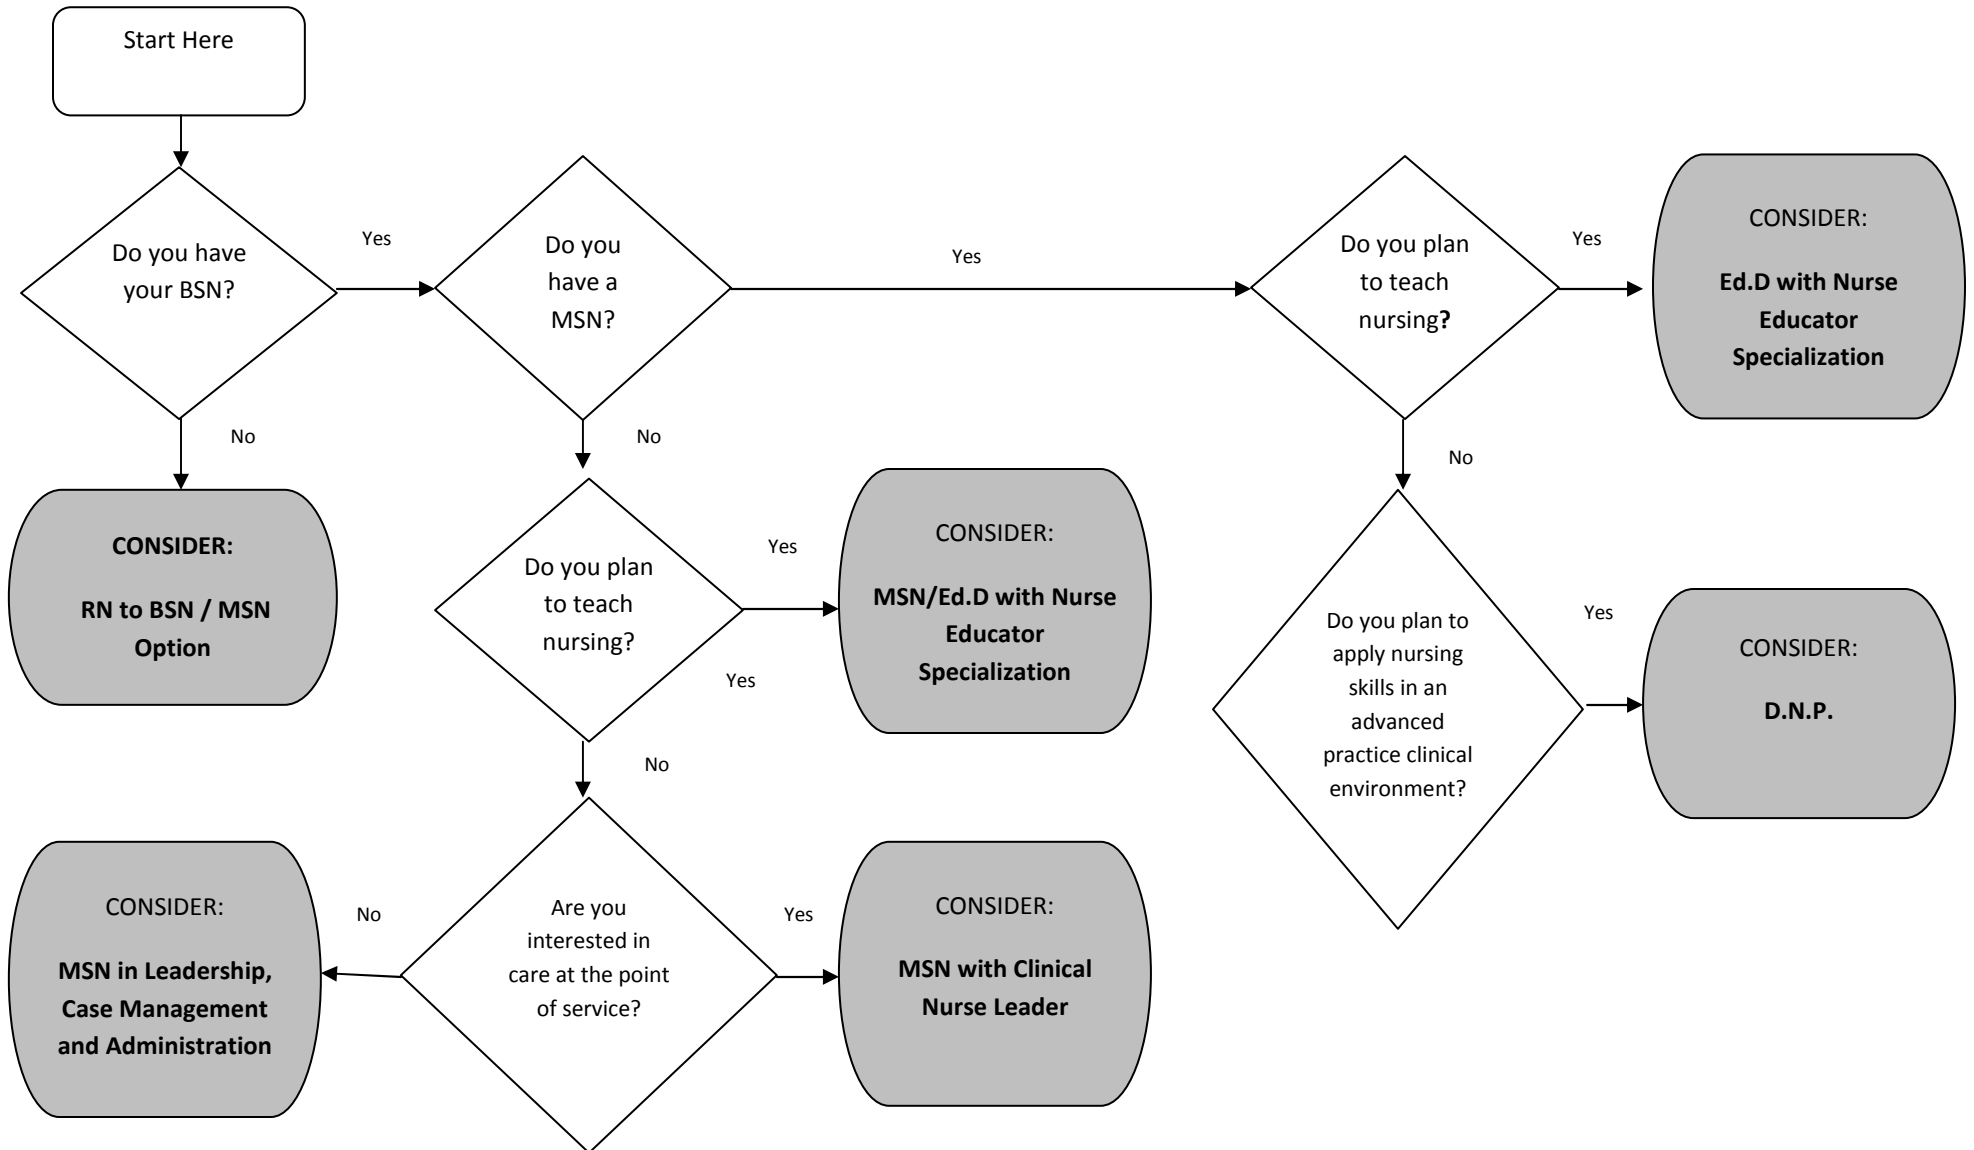 Start Here
Do you have
your BSN?
Yes
Do you
have a
MSN?
Yes
Do you plan
to teach
nursing?
Yes
CONSIDER:
Ed.D with Nurse
Educator
Specialization
No
CONSIDER:
RN to BSN / MSN
Option
No
Do you plan
to teach
nursing?
Yes
Yes
CONSIDER:
MSN/Ed.D with Nurse
Educator
Specialization
No
Do you plan to
apply nursing
skills in an
advanced
practice clinical
environment?
Yes
CONSIDER:
D.N.P.
No
Are you
interested in
care at the point
of service?
No
CONSIDER:
MSN in Leadership,
Case Management
and Administration
Yes
CONSIDER:
MSN with Clinical
Nurse Leader